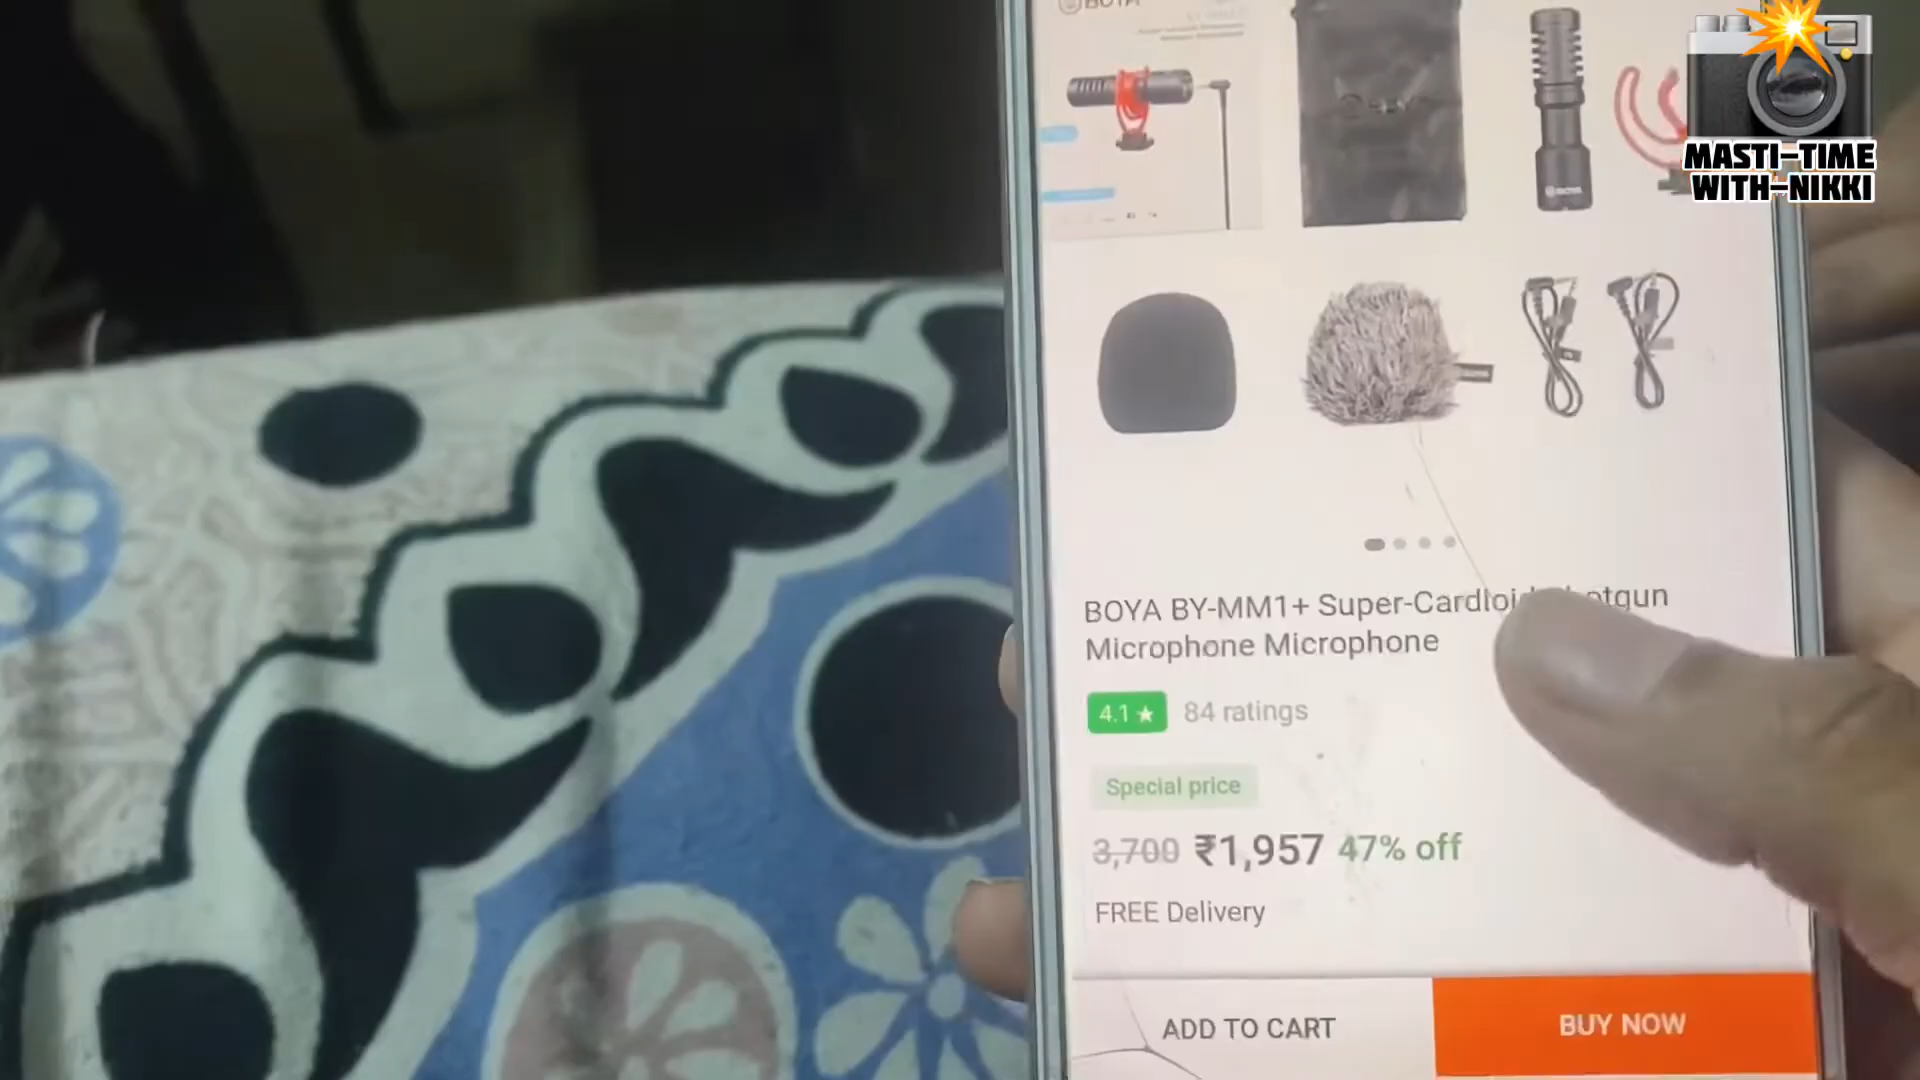 BOYA
MASTI-TIME
WITH-NIKKI
BOYA BY-MM1+ Super-Cardioid
Microphone Microphone
4.1★ 84 ratings
Special price
3,700 ₹1,957 47% off
FREE Delivery
ADD TO CART
BUY NOW